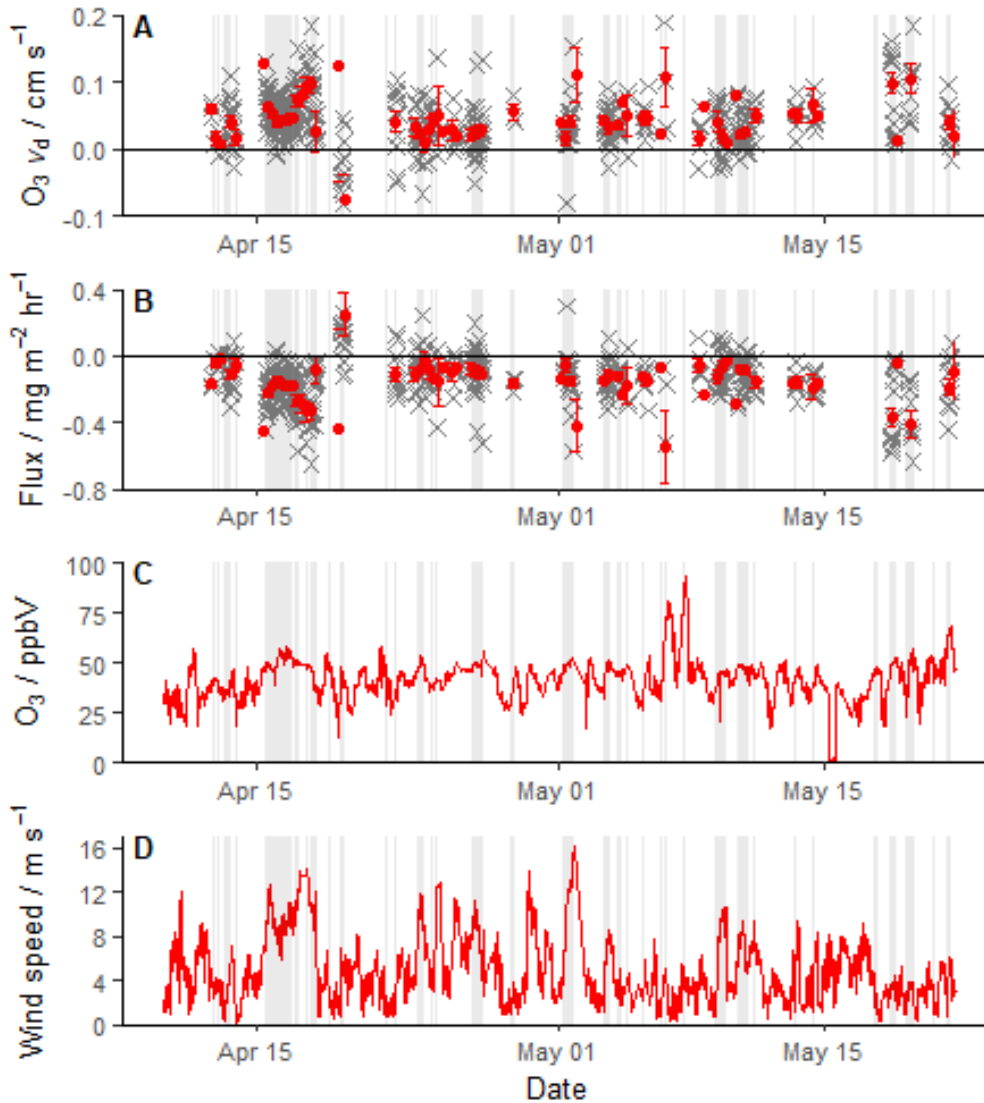 A
O₃ v_d / cm s⁻¹
0.2
0.1
0.0
-0.1
Apr 15 May 01 May 15
B
Flux / mg m⁻² hr⁻¹
0.4
0.0
-0.4
-0.8
Apr 15 May 01 May 15
C
O₃ / ppbV
100
75
50
25
0
Apr 15 May 01 May 15
D
Wind speed / m s⁻¹
16
12
8
4
0
Apr 15 May 01 May 15
Date